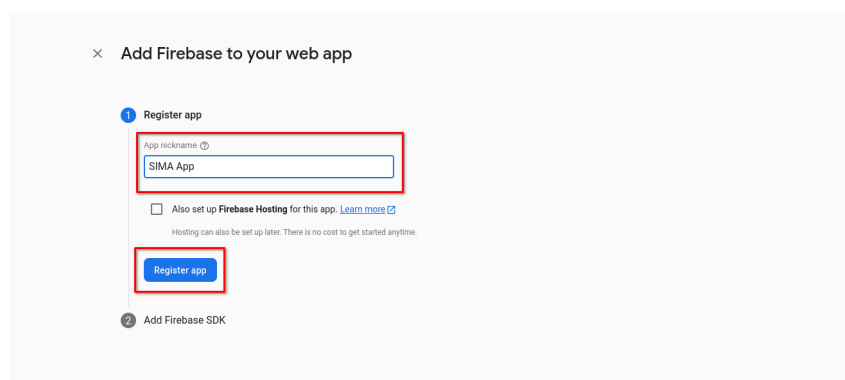 Add Firebase to your web app
1 Register app
App nickname
SIMA App
Also set up Firebase Hosting for this app. Learn more
Hosting can also be set up later. There is no cost to get started anytime.
Register app
2 Add Firebase SDK